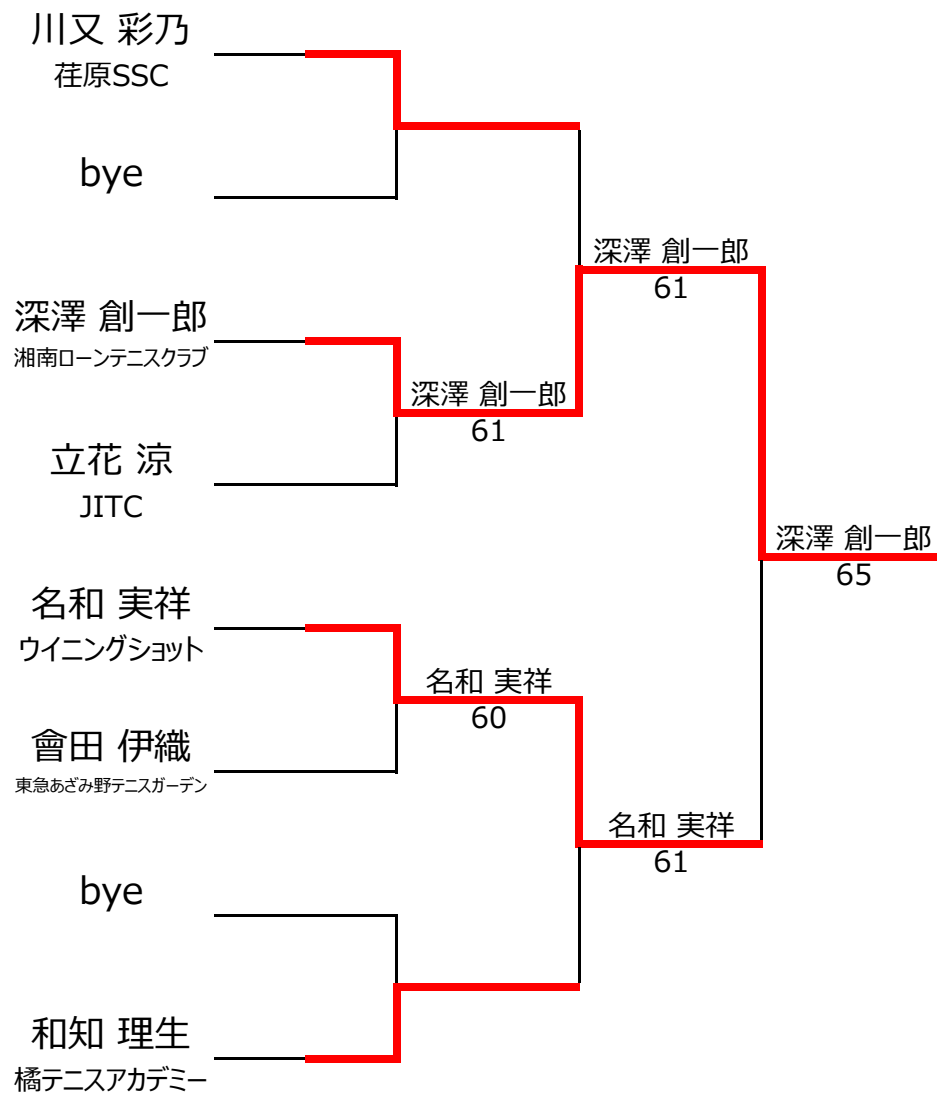 川又 彩乃
荏原SSC
bye
深澤 創一郎
湘南ローンテニスクラブ
立花 涼
JITC
名和 実祥
ウイニングショット
會田 伊織
東急あざみ野テニスガーデン
bye
和知 理生
橘テニスアカデミー
深澤 創一郎
61
名和 実祥
60
深澤 創一郎
61
名和 実祥
61
深澤 創一郎
65